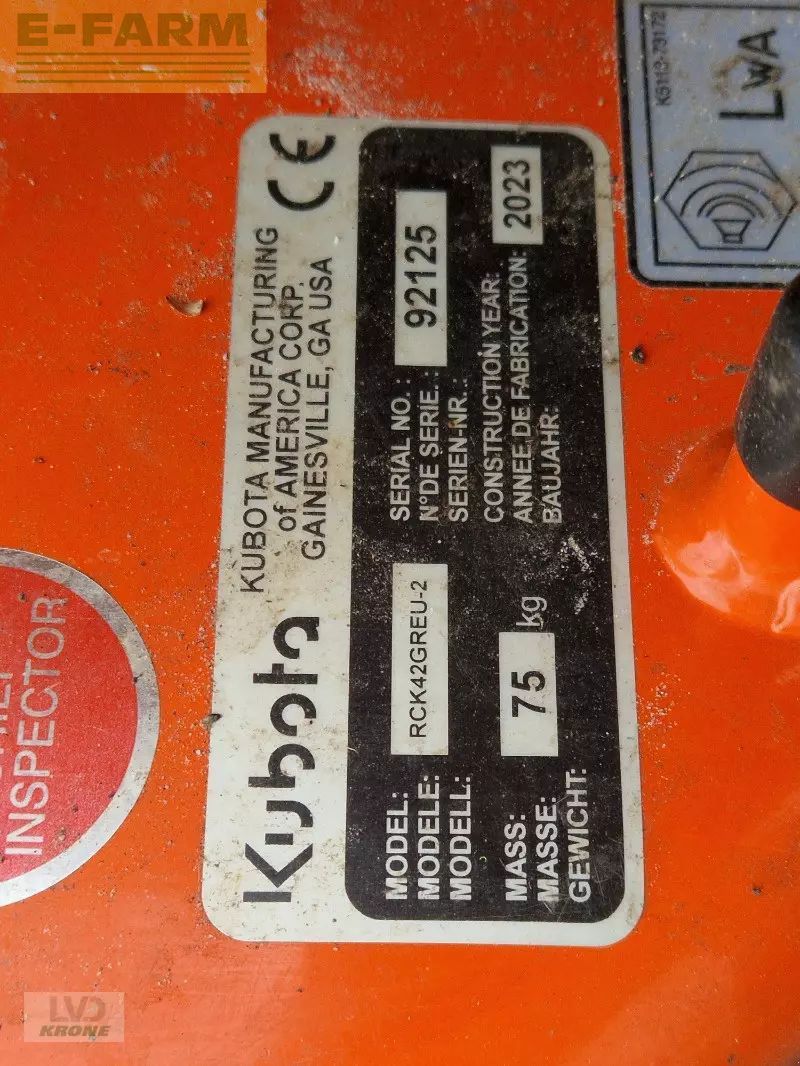 E-FARM
K5116-73172
LWA
Kubota
KUBOTA MANUFACTURING
of AMERICA CORP.
GAINESVILLE, GA USA
CE
MODEL:
MODELE:
MODELL:
RCK42GREU-2
SERIAL NO. :
N°DE SERIE. :
SERIEN-NR. :
92125
MASS:
MASSE:
GEWICHT:
75
kg
CONSTRUCTION YEAR:
ANNEE DE FABRICATION:
BAUJAHR:
2023
INSPECTOR
LVD
KRONE